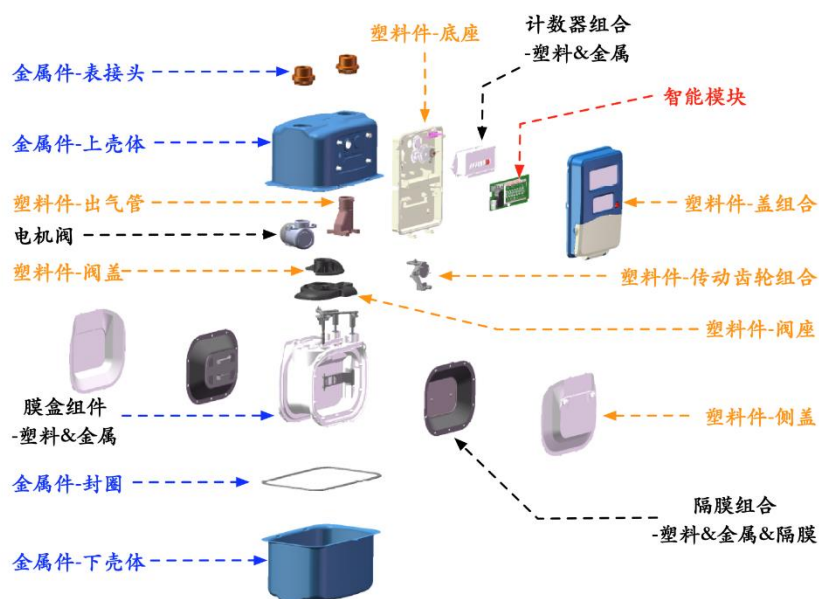 塑料件-底座
计数器组合
-塑料&金属
金属件-表接头
智能模块
金属件-上壳体
塑料件-出气管
塑料件-盖组合
电机阀
塑料件-阀盖
塑料件-传动齿轮组合
塑料件-阀座
膜盒组件
-塑料&金属
塑料件-侧盖
金属件-封圈
隔膜组合
-塑料&金属&隔膜
金属件-下壳体